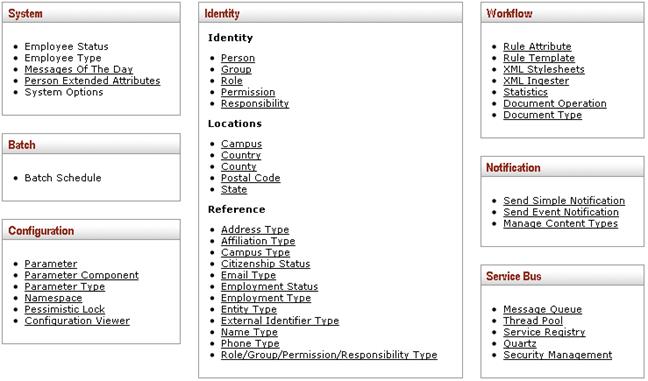 System
Employee Status
Employee Type
Messages Of The Day
Person Extended Attributes
System Options
Batch
Batch Schedule
Configuration
Parameter
Parameter Component
Parameter Type
Namespace
Pessimistic Lock
Configuration Viewer
Identity
Identity
Person
Group
Role
Permission
Responsibility
Locations
Campus
Country
County
Postal Code
State
Reference
Address Type
Affiliation Type
Campus Type
Citizenship Status
Email Type
Employment Status
Employment Type
Entity Type
External Identifier Type
Name Type
Phone Type
Role/Group/Permission/Responsibility Type
Workflow
Rule Attribute
Rule Template
XML Stylesheets
XML Ingester
Statistics
Document Operation
Document Type
Notification
Send Simple Notification
Send Event Notification
Manage Content Types
Service Bus
Message Queue
Thread Pool
Service Registry
Quartz
Security Management